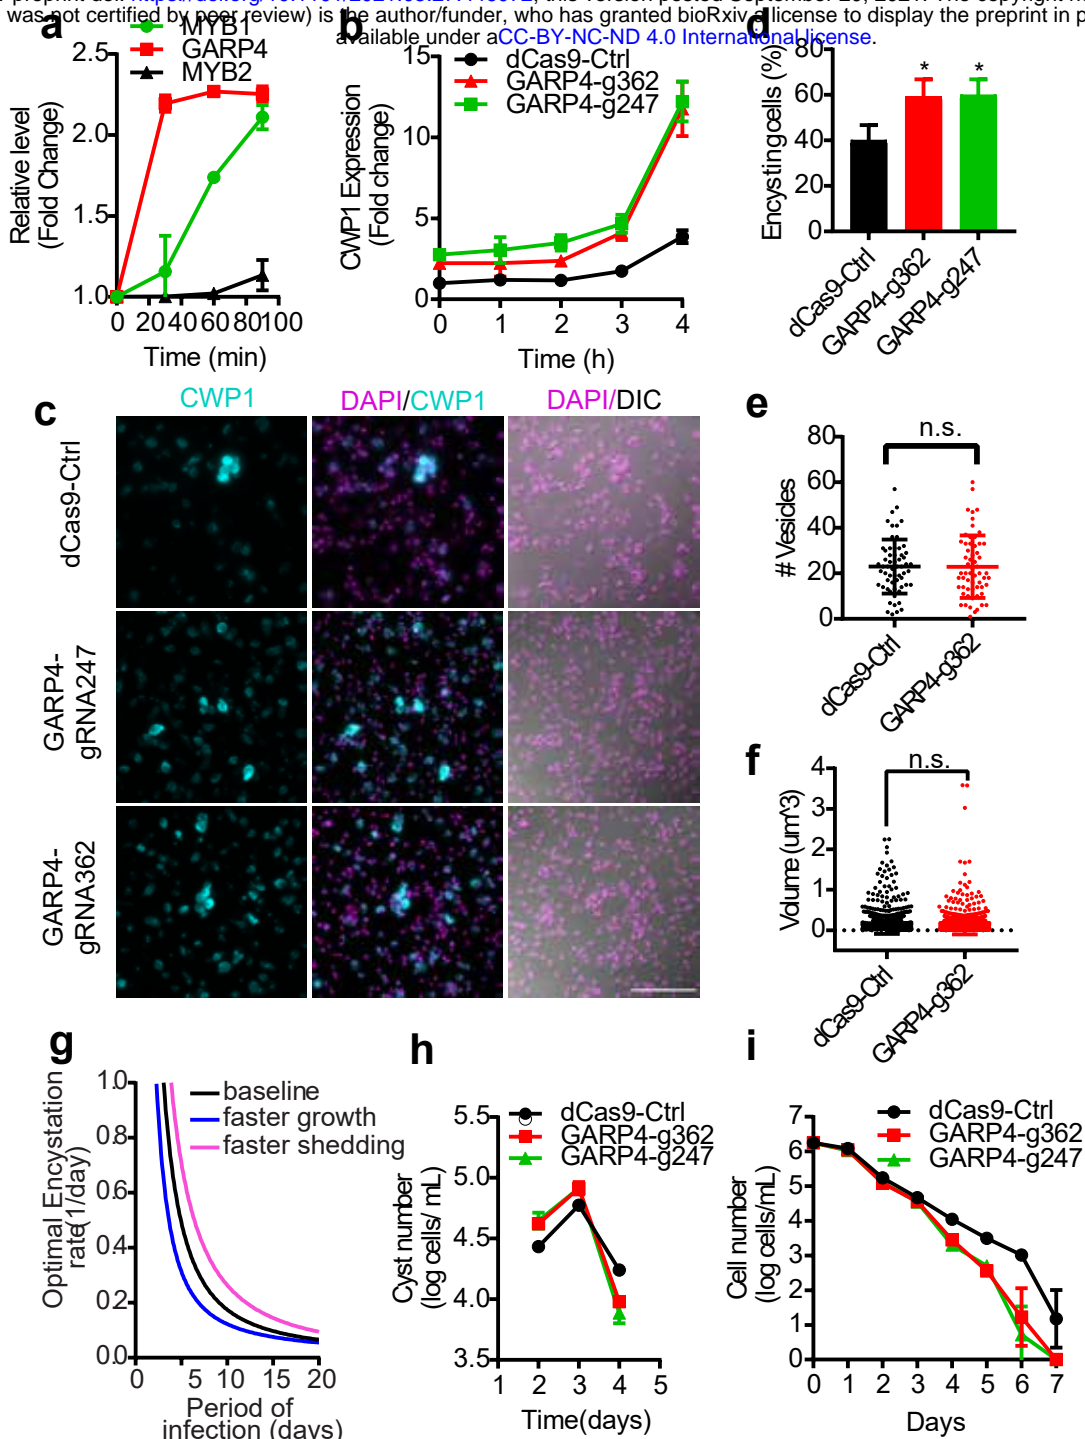 was not certified by peer review) is the author/funder, who has granted bioRxiv a license to display the preprint in p
available under aCC-BY-NC-ND 4.0 International license.
a
MYB1
GARP4
MYB2
Relative level
(Fold Change)
2.5
2.0
1.5
1.0
0 20 40 60 80 100
Time (min)
b
dCas9-Ctrl
GARP4-g362
GARP4-g247
CWP1 Expression
(Fold change)
15
10
5
0
0 1 2 3 4
Time (h)
d
Encystingcells (%)
80
60
40
20
0
* *
dCas9-Ctrl
GARP4-g362
GARP4-g247
c
CWP1 DAPI/CWP1 DAPI/DIC
dCas9-Ctrl
GARP4-
gRNA247
GARP4-
gRNA362
e
n.s.
# Vesicles
80
60
40
20
0
dCas9-Ctrl
GARP4-g362
f
n.s.
Volume (um^3)
4
3
2
1
0
dCas9-Ctrl
GARP4-g362
g
baseline
faster growth
faster shedding
Optimal Encystation
rate(1/day)
1.0
0.8
0.6
0.4
0.2
0.0
0 5 10 15 20
Period of
infection (days)
h
dCas9-Ctrl
GARP4-g362
GARP4-g247
Cyst number
(log cells/ mL)
5.5
5.0
4.5
4.0
3.5
1 2 3 4 5
Time(days)
i
dCas9-Ctrl
GARP4-g362
GARP4-g247
Cell number
(log cells/mL)
7
6
5
4
3
2
1
0
0 1 2 3 4 5 6 7
Days